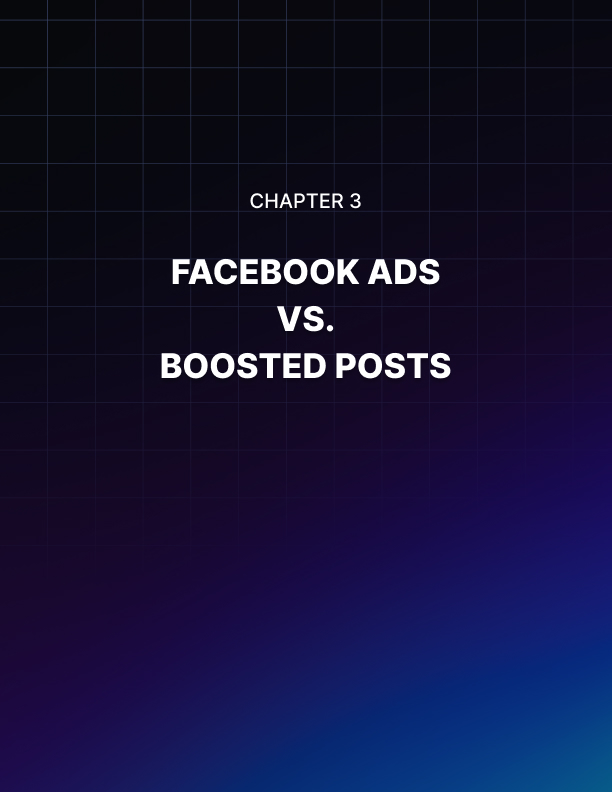 CHAPTER 3
FACEBOOK ADS
VS.
BOOSTED POSTS